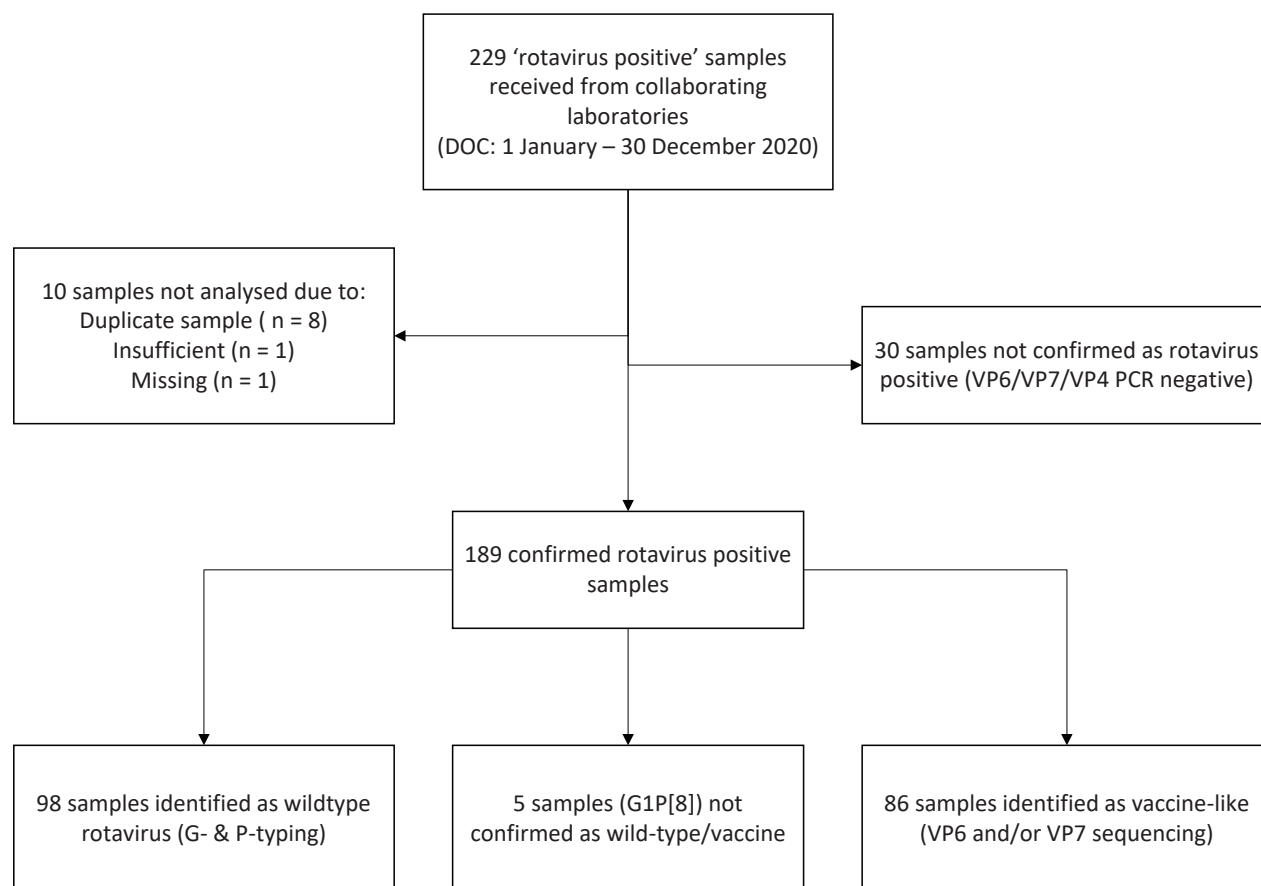 229 ‘rotavirus positive’ samples
received from collaborating
laboratories
(DOC: 1 January – 30 December 2020)
10 samples not analysed due to:
Duplicate sample ( n = 8)
Insufficient (n = 1)
Missing (n = 1)
30 samples not confirmed as rotavirus
positive (VP6/VP7/VP4 PCR negative)
189 confirmed rotavirus positive
samples
98 samples identified as wildtype
rotavirus (G- & P-typing)
5 samples (G1P[8]) not
confirmed as wild-type/vaccine
86 samples identified as vaccine-like
(VP6 and/or VP7 sequencing)